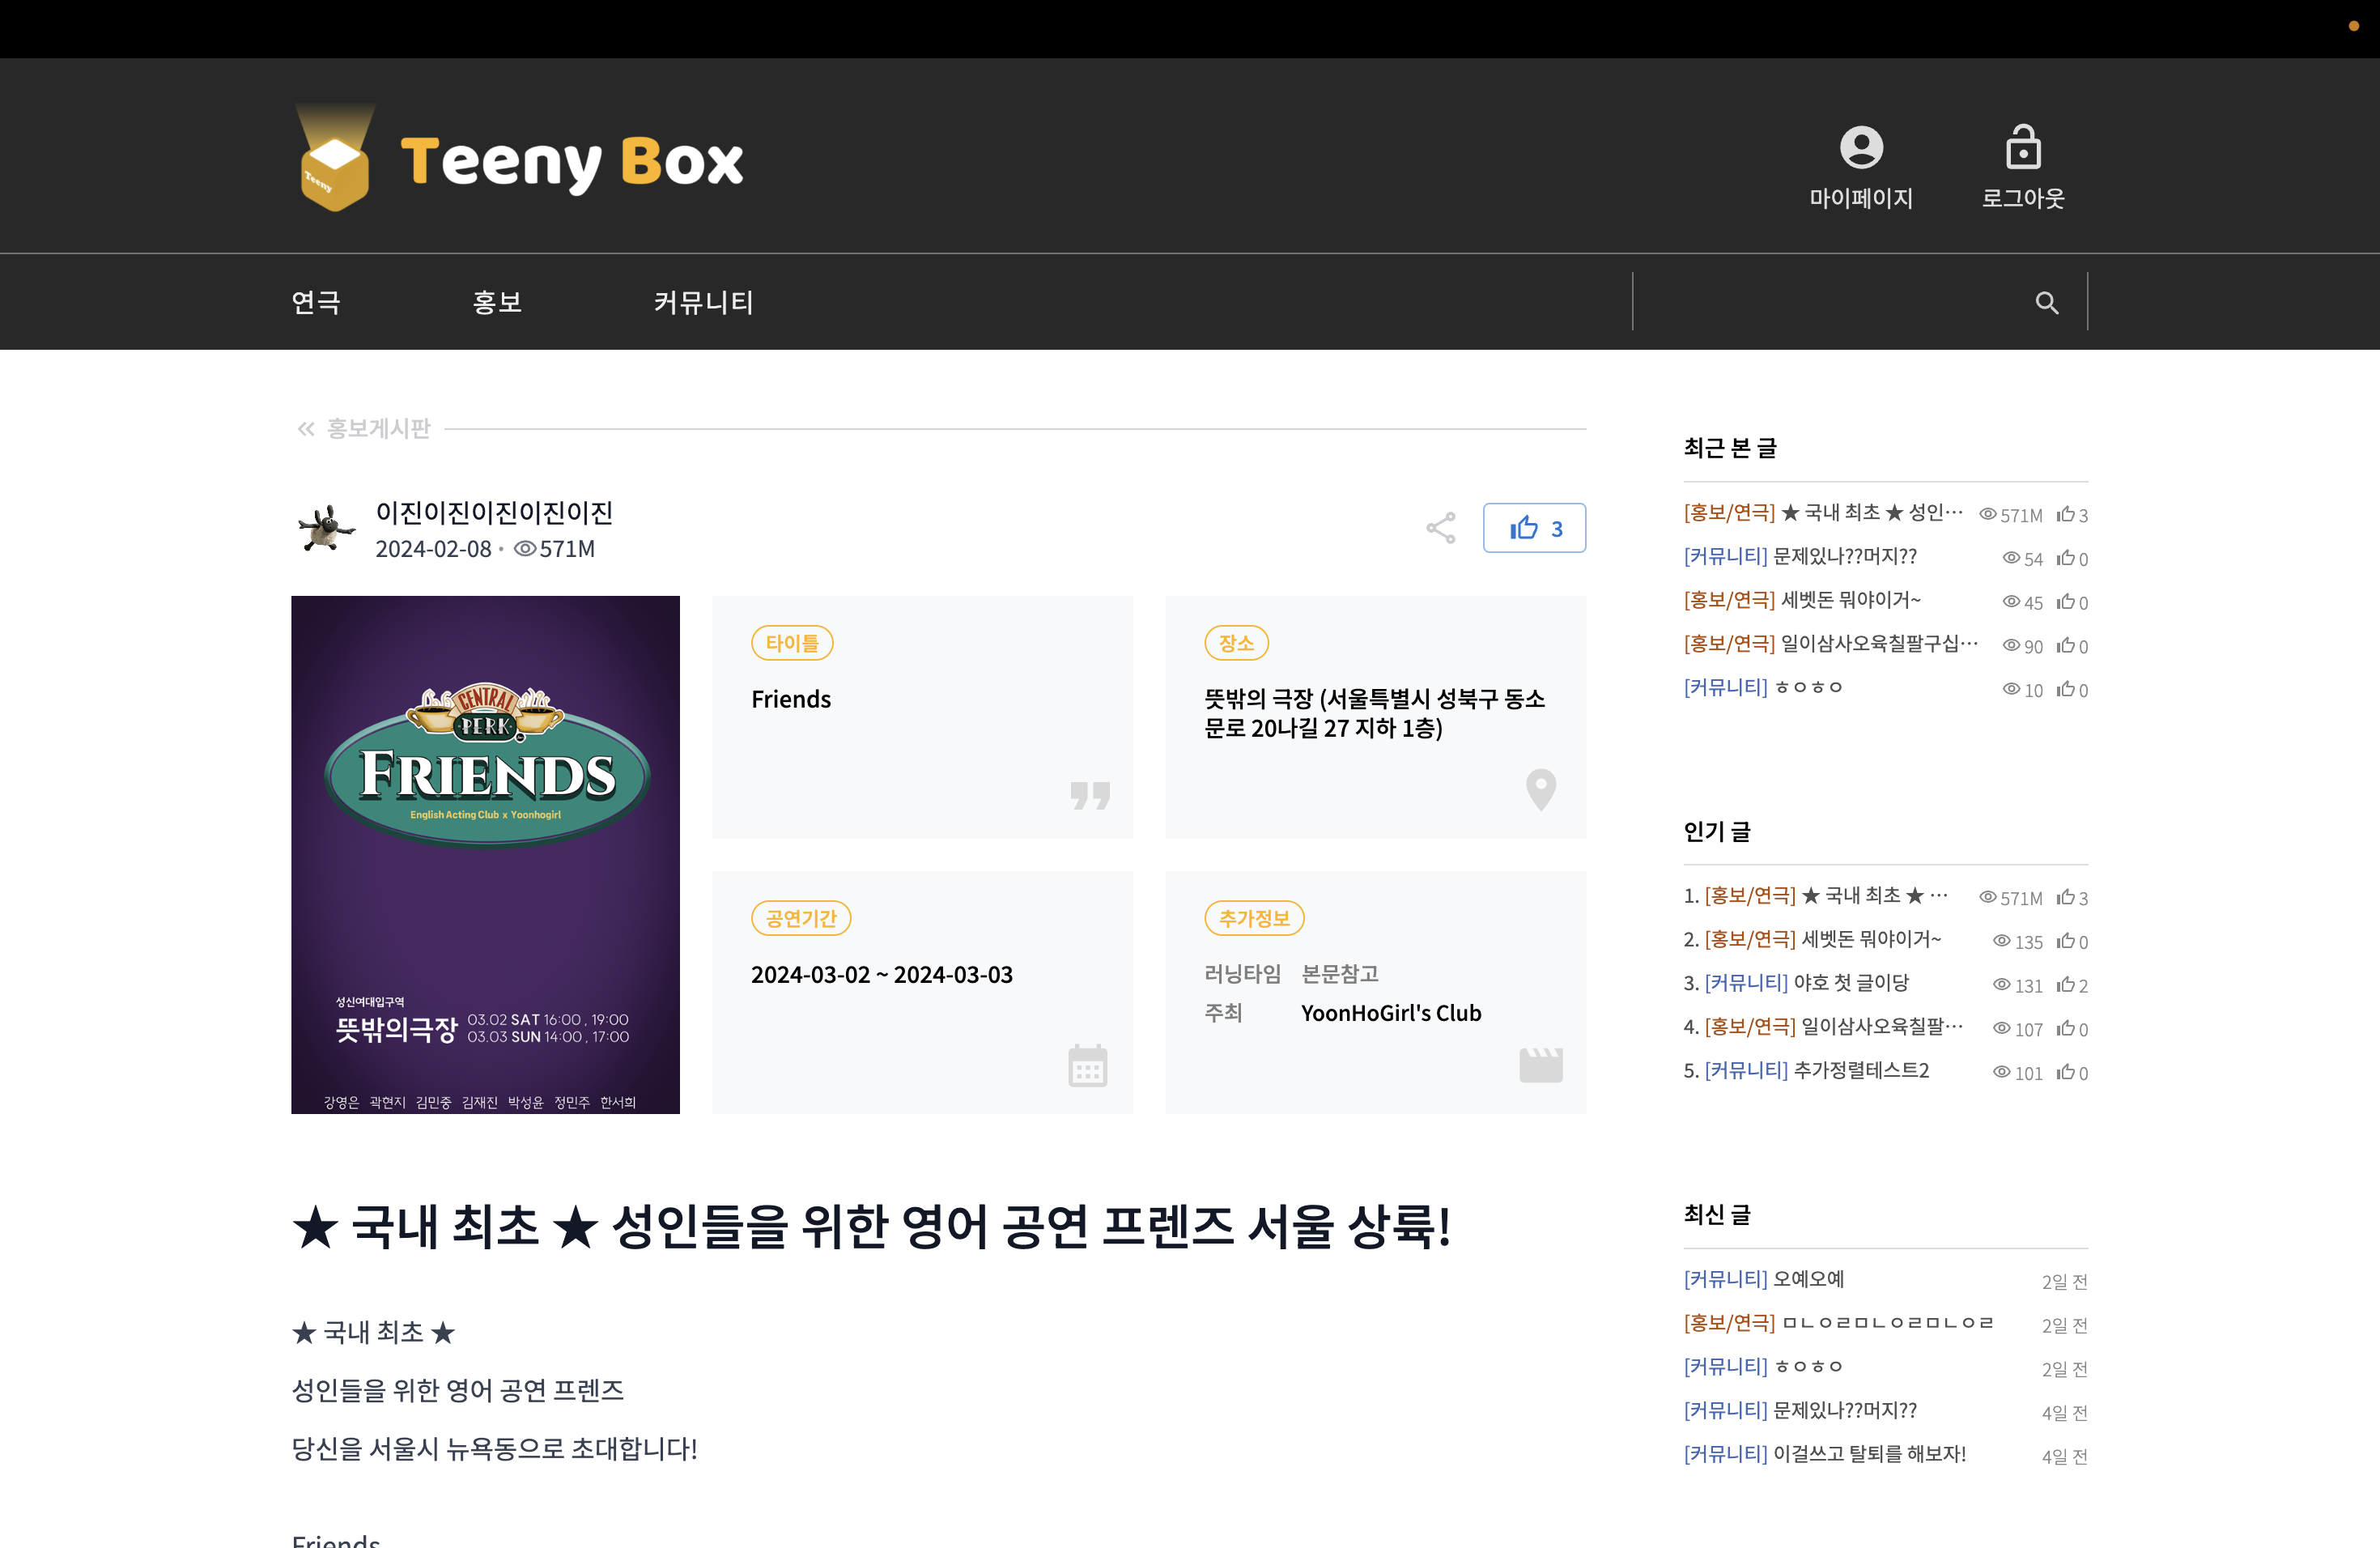 Teeny
Teeny Box
마이페이지
로그아웃
연극
홍보
커뮤니티
홍보게시판
이진이진이진이진이진
2024-02-08 • 571M
3
CENTRAL
PERK
FRIENDS
English Acting Club x Yoonhogirl
성신여대입구역
뜻밖의극장
03.02 SAT 16:00 , 19:00
03.03 SUN 14:00 , 17:00
강영은 곽현지 김민중 김재진 박성윤 정민주 한서희
타이틀
Friends
장소
뜻밖의 극장 (서울특별시 성북구 동소
문로 20나길 27 지하 1층)
공연기간
2024-03-02 ~ 2024-03-03
추가정보
러닝타임 본문참고
주최 YoonHoGirl's Club
★ 국내 최초 ★ 성인들을 위한 영어 공연 프렌즈 서울 상륙!
★ 국내 최초 ★
성인들을 위한 영어 공연 프렌즈
당신을 서울시 뉴욕동으로 초대합니다!
Friends
최근 본 글
[홍보/연극] ★ 국내 최초 ★ 성인… 571M 3
[커뮤니티] 문제있나??머지?? 54 0
[홍보/연극] 세벳돈 뭐야이거~ 45 0
[홍보/연극] 일이삼사오육칠팔구십… 90 0
[커뮤니티] ㅎㅇㅎㅇ 10 0
인기 글
1. [홍보/연극] ★ 국내 최초 ★ … 571M 3
2. [홍보/연극] 세벳돈 뭐야이거~ 135 0
3. [커뮤니티] 야호 첫 글이당 131 2
4. [홍보/연극] 일이삼사오육칠팔… 107 0
5. [커뮤니티] 추가정렬테스트2 101 0
최신 글
[커뮤니티] 오예오예 2일 전
[홍보/연극] ㅁㄴㅇㄹㅁㄴㅇㄹㅁㄴㅇㄹ 2일 전
[커뮤니티] ㅎㅇㅎㅇ 2일 전
[커뮤니티] 문제있나??머지?? 4일 전
[커뮤니티] 이걸쓰고 탈퇴를 해보자! 4일 전